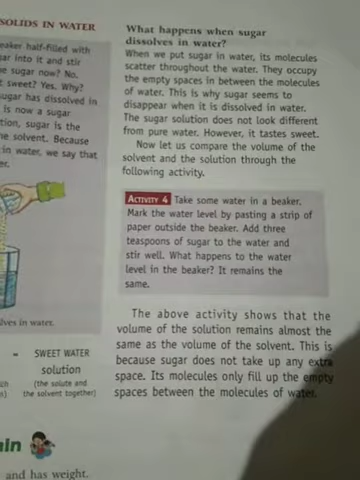 SOLIDS IN WATER
eaker half-filled with
ar into it and stir
e sugar now? No.
t sweet? Yes. Why?
sugar has dissolved in
is now a sugar
tion, sugar is the
he solvent. Because
in water, we say that
er.
lves in water.
= SWEET WATER
solution
ch (the solute and
s) the solvent together)
ain
and has weight.
What happens when sugar
dissolves in water?
When we put sugar in water, its molecules
scatter throughout the water. They occupy
the empty spaces in between the molecules
of water. This is why sugar seems to
disappear when it is dissolved in water.
The sugar solution does not look different
from pure water. However, it tastes sweet.
Now let us compare the volume of the
solvent and the solution through the
following activity.
ACTIVITY 4 Take some water in a beaker.
Mark the water level by pasting a strip of
paper outside the beaker. Add three
teaspoons of sugar to the water and
stir well. What happens to the water
level in the beaker? It remains the
same.
The above activity shows that the
volume of the solution remains almost the
same as the volume of the solvent. This is
because sugar does not take up any extra
space. Its molecules only fill up the empty
spaces between the molecules of water.